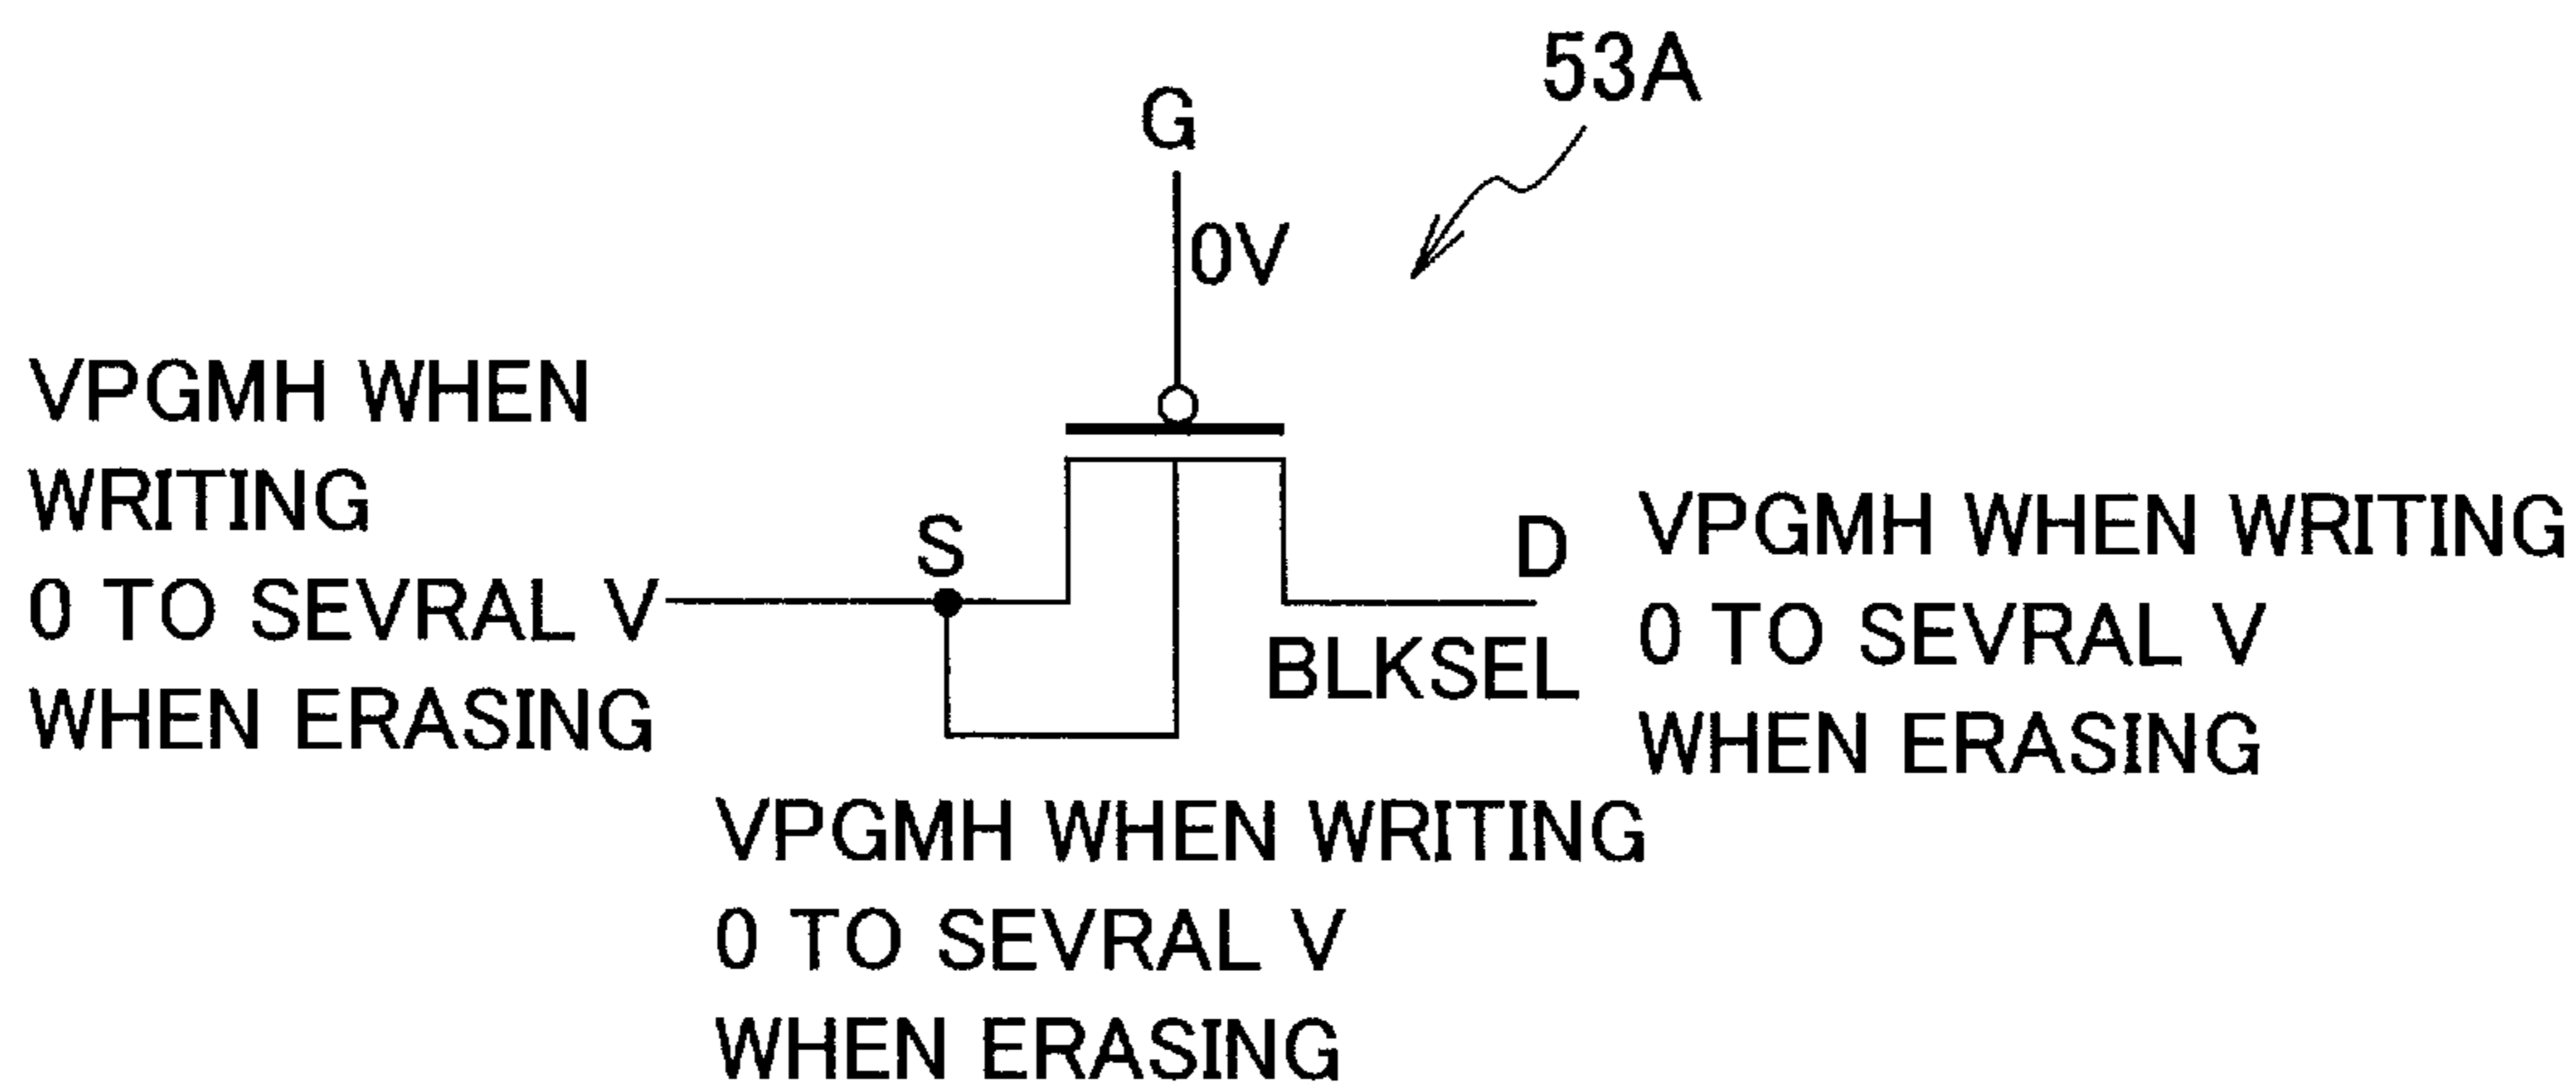 53A
G
0V
VPGMH WHEN
WRITING
0 TO SEVRAL V
WHEN ERASING
S
D
BLKSEL
VPGMH WHEN WRITING
0 TO SEVRAL V
WHEN ERASING
VPGMH WHEN WRITING
0 TO SEVRAL V
WHEN ERASING